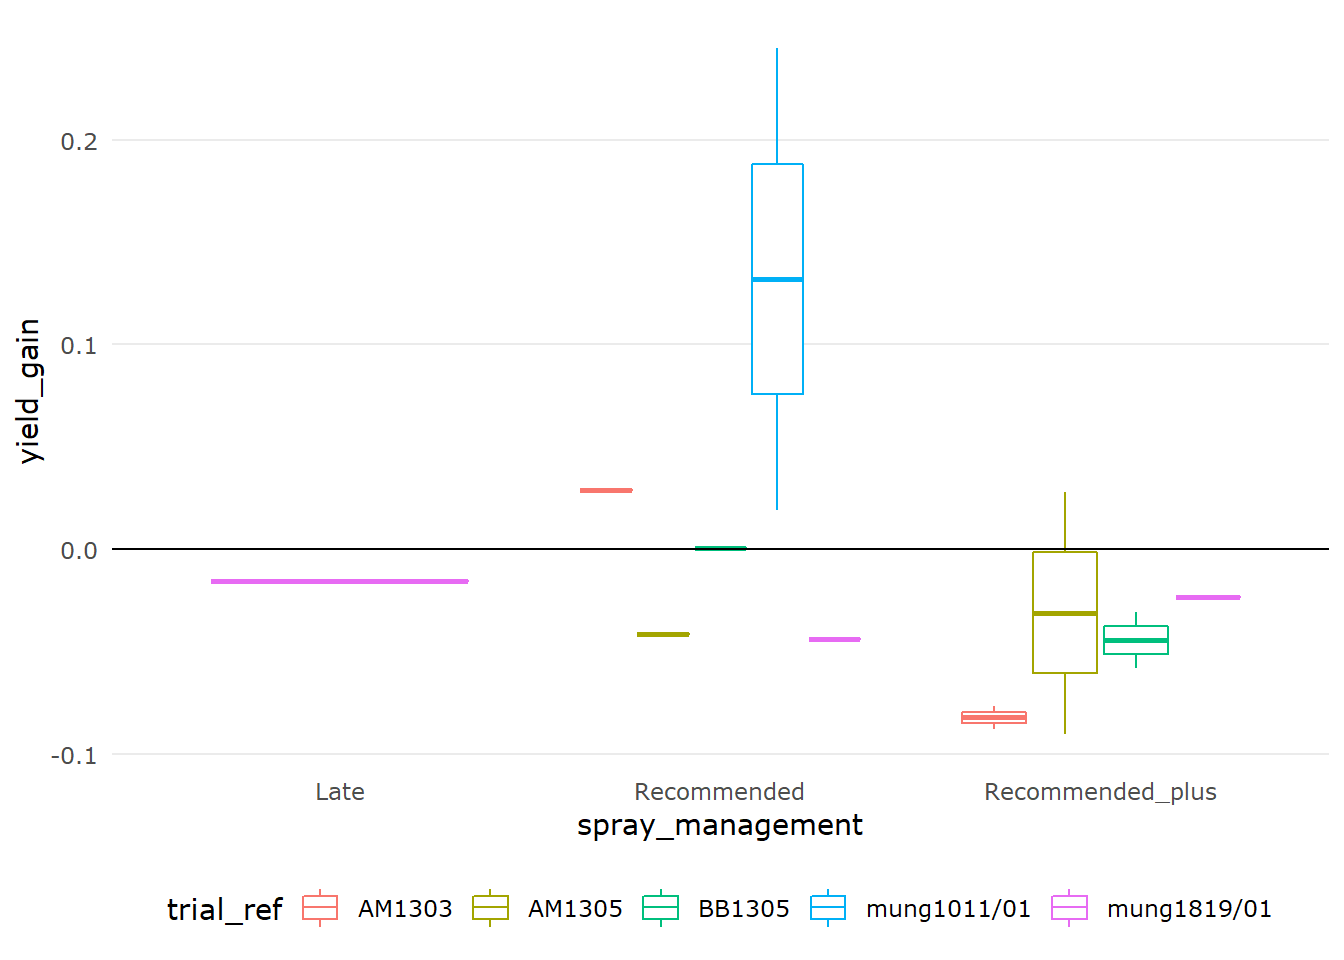 yield_gain
0.2
0.1
0.0
-0.1
Late Recommended Recommended_plus
spray_management
trial_ref AM1303 AM1305 BB1305 mung1011/01 mung1819/01